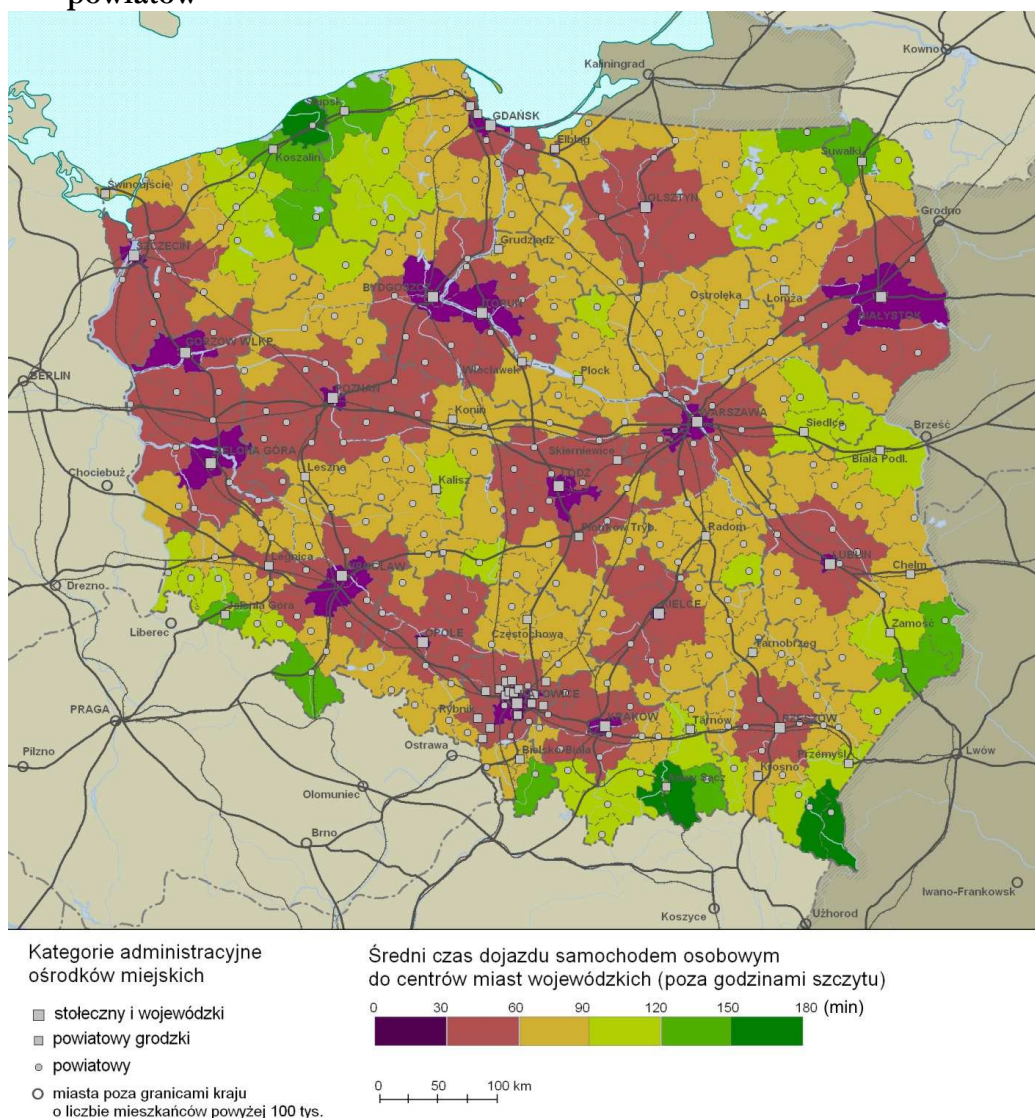 powiatów
Kowno
Kaliningrad
GDAŃSK
Słupsk
Elbląg
Koszalin
Suwałki
Świnoujście
OLSZTYN
Grodno
SZCZECIN
Grudziądz
BYDGOSZCZ
TORUŃ
Ostrołęka
Łomża
BIAŁYSTOK
GORZÓW WLKP.
BERLIN
Włocławek
Płock
POZNAŃ
Konin
WARSZAWA
Siedlce
Brześć
Skierniewice
Biała Podl.
ZIELONA GÓRA
Chociebuż
Leszno
Kalisz
ŁÓDŹ
Piotrków Tryb.
Radom
Legnica
WROCŁAW
LUBLIN
Chełm
Drezno
Jelenia Góra
Liberec
OPOLE
KIELCE
Zamość
Częstochowa
Tarnobrzeg
PRAGA
KATOWICE
Rybnik
KRAKÓW
Tarnów
RZESZÓW
Pilzno
Ostrawa
Bielsko-Biała
Przemyśl
Lwów
Krosno
Nowy Sącz
Ołomuniec
Brno
Iwano-Frankowsk
Koszyce
Użhorod
Kategorie administracyjne
ośrodków miejskich
stołeczny i wojewódzki
powiatowy grodzki
powiatowy
miasta poza granicami kraju
o liczbie mieszkańców powyżej 100 tys.
Średni czas dojazdu samochodem osobowym
do centrów miast wojewódzkich (poza godzinami szczytu)
0 30 60 90 120 150 180 (min)
0 50 100 km